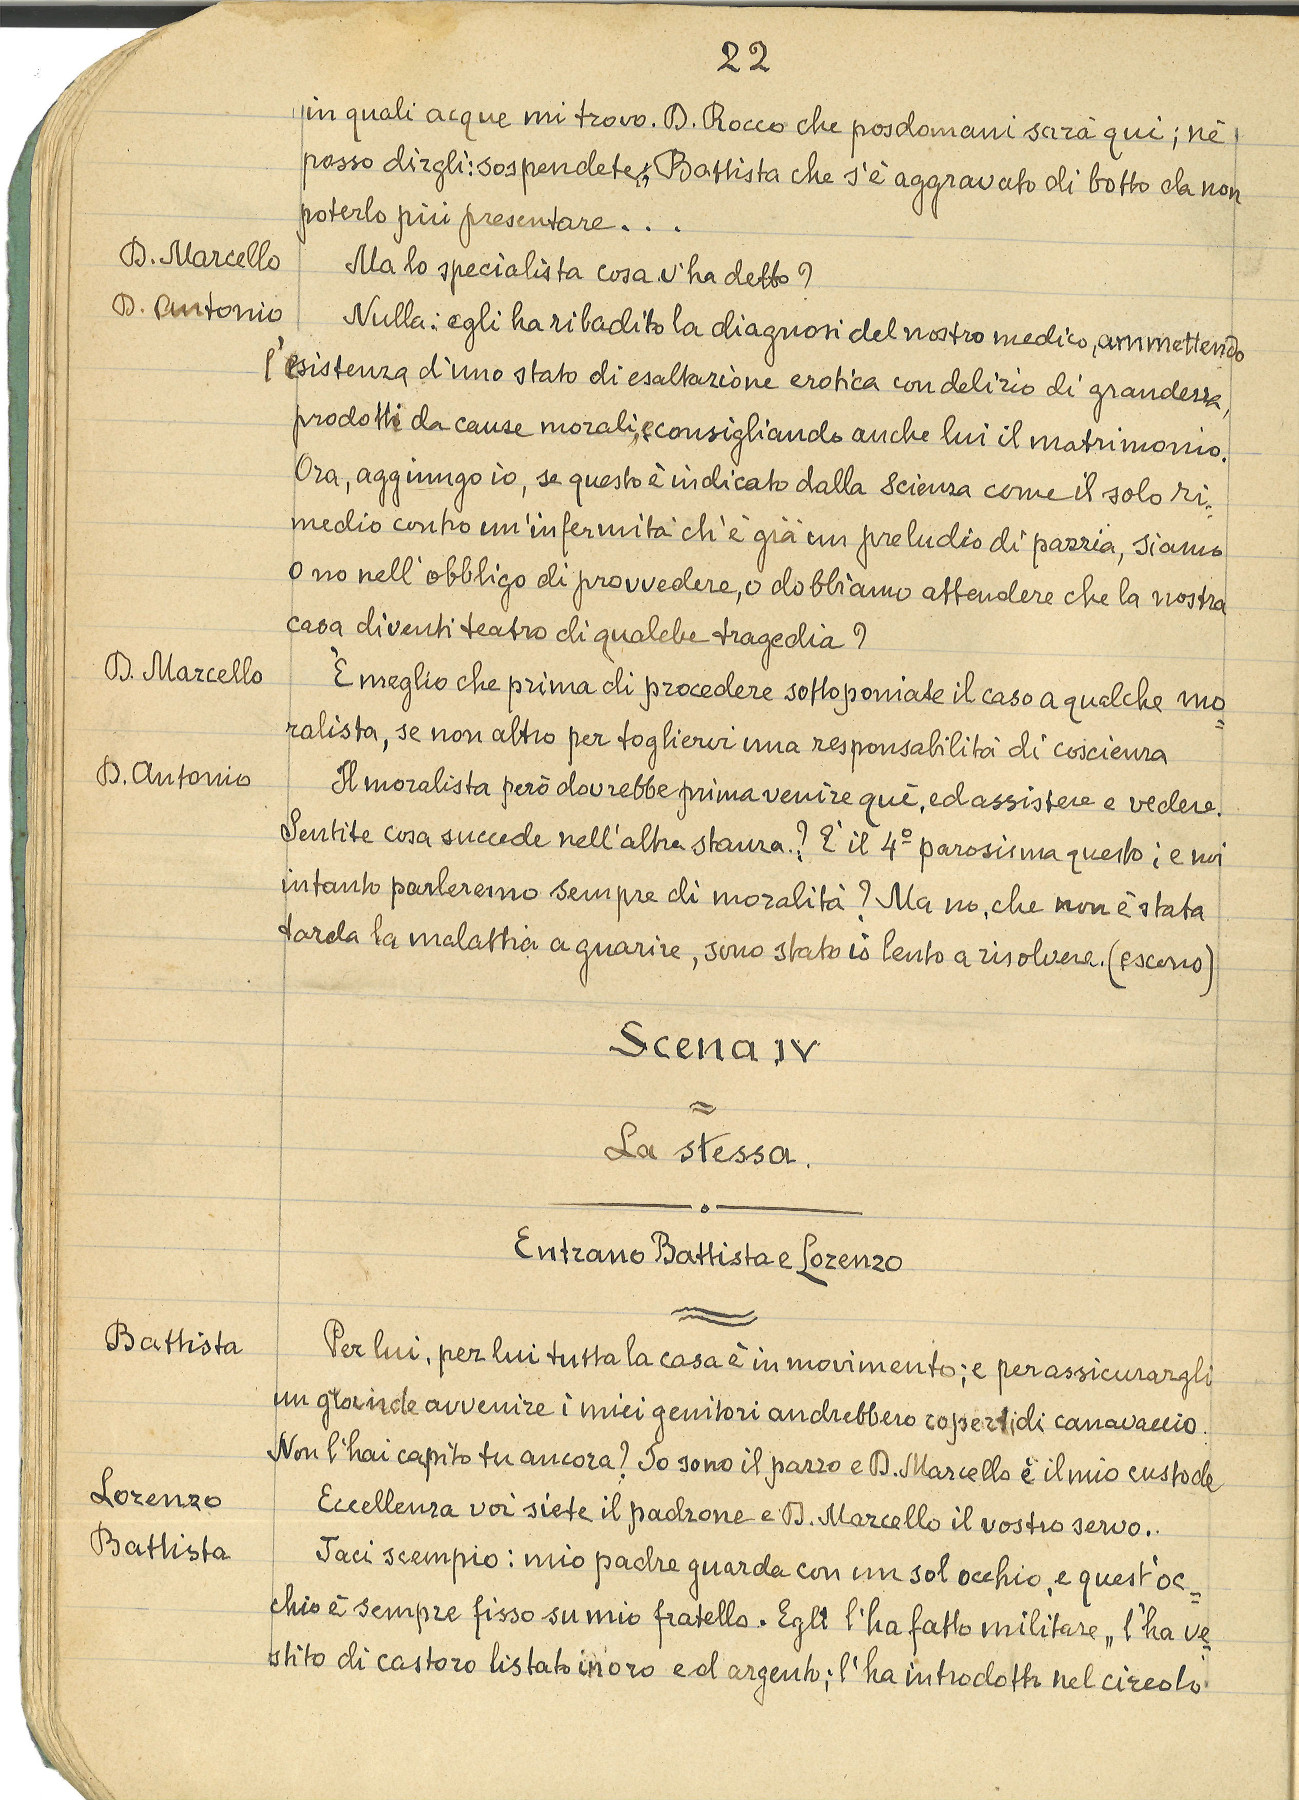 22
in quali acque mi trovo. D. Rocco che posdomani sarà qui; nè
posso dirgli: sospendete; Battista che s'è aggravato di botto da non
poterlo più presentare...
D. Marcello Ma lo specialista cosa v'ha detto?
D. Antonio Nulla: egli ha ribadito la diagnosi del nostro medico, ammettendo
l'esistenza d'uno stato di esaltazione erotica con delirio di grandezza,
prodotti da cause morali, e consigliando anche lui il matrimonio.
Ora, aggiungo io, se questo è indicato dalla Scienza come il solo ri=
medio contro un'infermità ch'è già un preludio di pazzia, siamo
o no nell'obbligo di provvedere, o dobbiamo attendere che la nostra
casa diventi teatro di qualche tragedia?
D. Marcello È meglio che prima di procedere sottoponiate il caso a qualche mo=
ralista, se non altro per togliervi una responsabilità di coscienza
D. Antonio Il moralista però dovrebbe prima venire quì, ed assistere e vedere.
Sentite cosa succede nell'altra stanza.? È il 4º parosisma questo; e noi
intanto parleremo sempre di moralità? Ma no, che non è stata
tarda la malattia a guarire, sono stato io lento a risolvere. (escono)
Scena IV
La stessa.
Entrano Battista e Lorenzo
Battista Per lui, per lui tutta la casa è in movimento; e per assicurargli
un grande avvenire i miei genitori andrebbero coperti di canavaccio.
Non l'hai capito tu ancora? Io sono il pazzo e D. Marcello è il mio custode
Lorenzo Eccellenza voi siete il padrone e D. Marcello il vostro servo..
Battista Taci scempio: mio padre guarda con un sol occhio, e quest'oc=
chio è sempre fisso su mio fratello. Egli l'ha fatto militare,, l'ha ve=
stito di castoro listato in oro ed argento; l'ha introdotto nel circolo